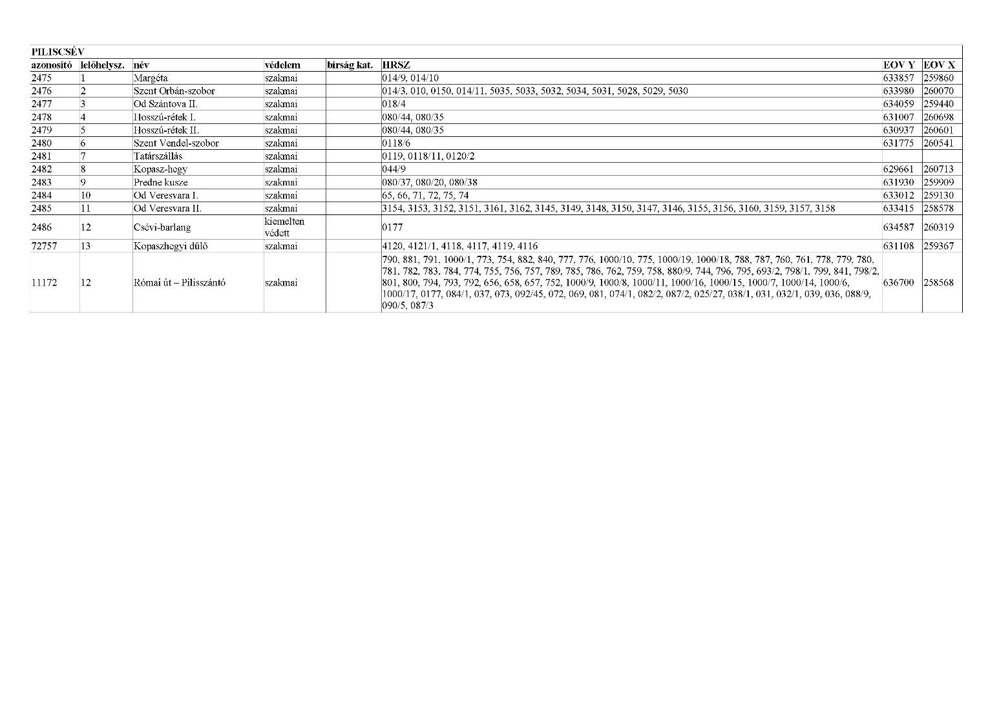 PILISCSÉV
azonosító lelőhelysz. név védelem bírság kat. HRSZ EOV Y EOV X
2475 1 Margéta szakmai 014/9, 014/10 633857 259860
2476 2 Szent Orbán-szobor szakmai 014/3, 010, 0150, 014/11, 5035, 5033, 5032, 5034, 5031, 5028, 5029, 5030 633980 260070
2477 3 Od Szántova II. szakmai 018/4 634059 259440
2478 4 Hosszú-rétek I. szakmai 080/44, 080/35 631007 260698
2479 5 Hosszú-rétek II. szakmai 080/44, 080/35 630937 260601
2480 6 Szent Vendel-szobor szakmai 0118/6 631775 260541
2481 7 Tatárszállás szakmai 0119, 0118/11, 0120/2
2482 8 Kopasz-hegy szakmai 044/9 629661 260713
2483 9 Predne kusze szakmai 080/37, 080/20, 080/38 631930 259909
2484 10 Od Veresvara I. szakmai 65, 66, 71, 72, 75, 74 633012 259130
2485 11 Od Veresvara II. szakmai 3154, 3153, 3152, 3151, 3161, 3162, 3145, 3149, 3148, 3150, 3147, 3146, 3155, 3156, 3160, 3159, 3157, 3158 633415 258578
kiemelten
2486 12 Csévi-barlang védett 0177 634587 260319
72757 13 Kopaszhegyi dűlő szakmai 4120, 4121/1, 4118, 4117, 4119, 4116 631108 259367
790, 881, 791, 1000/1, 773, 754, 882, 840, 777, 776, 1000/10, 775, 1000/19, 1000/18, 788, 787, 760, 761, 778, 779, 780,
781, 782, 783, 784, 774, 755, 756, 757, 789, 785, 786, 762, 759, 758, 880/9, 744, 796, 795, 693/2, 798/1, 799, 841, 798/2,
11172 12 Római út – Pilisszántó szakmai 801, 800, 794, 793, 792, 656, 658, 657, 752, 1000/9, 1000/8, 1000/11, 1000/16, 1000/15, 1000/7, 1000/14, 1000/6, 636700 258568
1000/17, 0177, 084/1, 037, 073, 092/45, 072, 069, 081, 074/1, 082/2, 087/2, 025/27, 038/1, 031, 032/1, 039, 036, 088/9,
090/5, 087/3